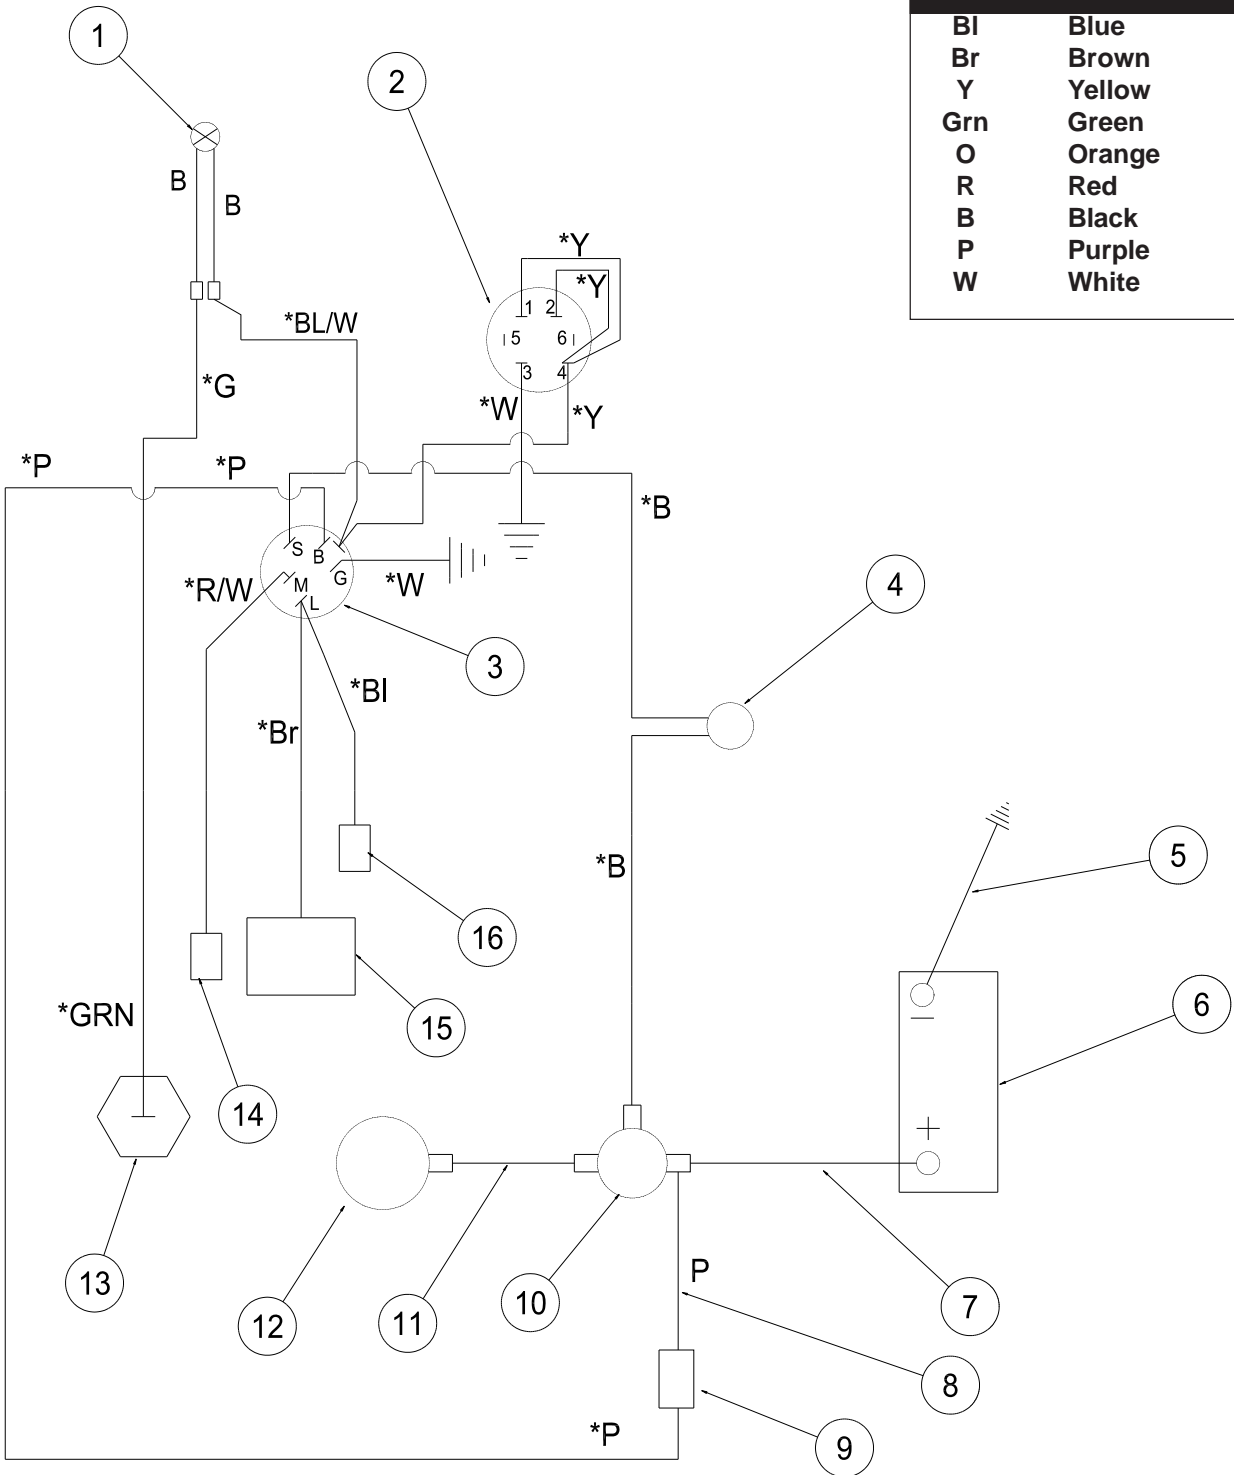 Bl Blue
Br Brown
Y Yellow
Grn Green
O Orange
R Red
B Black
P Purple
W White
1
2
B
B
*Y
*Y
1 2
5 6
3 4
*BL/W
*G
*W
*Y
*P
*P
*B
S B
G
M
L
*R/W
*W
4
3
*Bl
*Br
*B
5
16
6
*GRN
15
14
13
12
11
10
P
7
8
*P
9